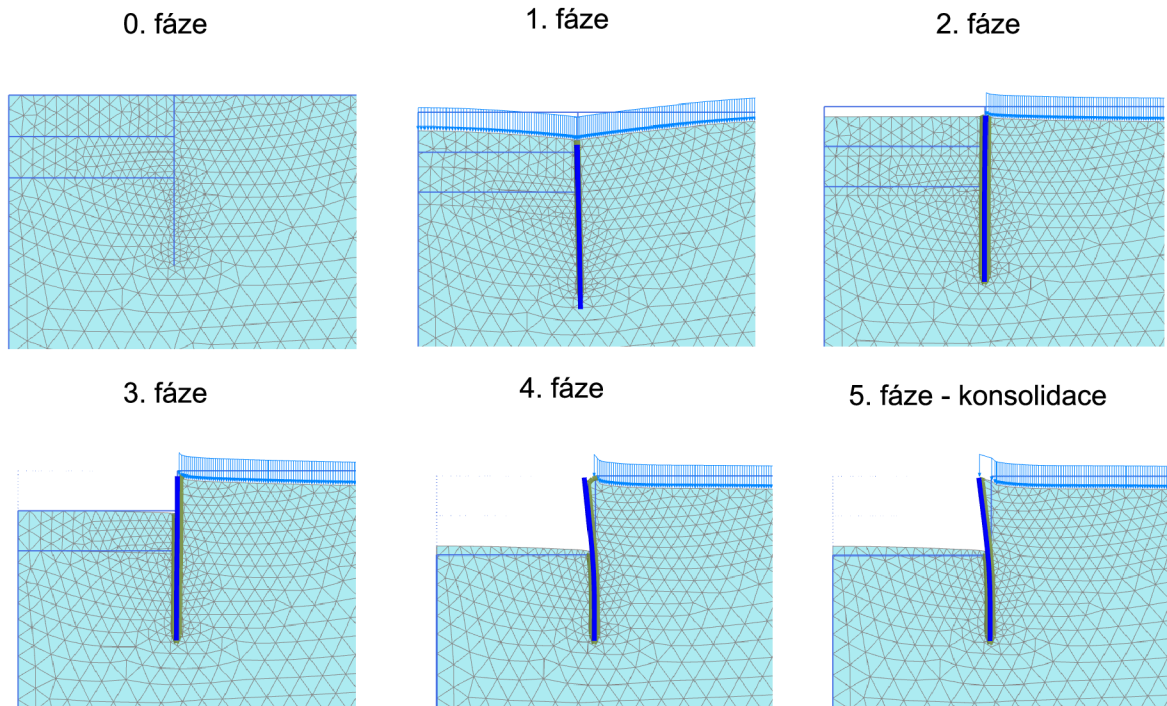 0. fáze
1. fáze
2. fáze
3. fáze
4. fáze
5. fáze - konsolidace